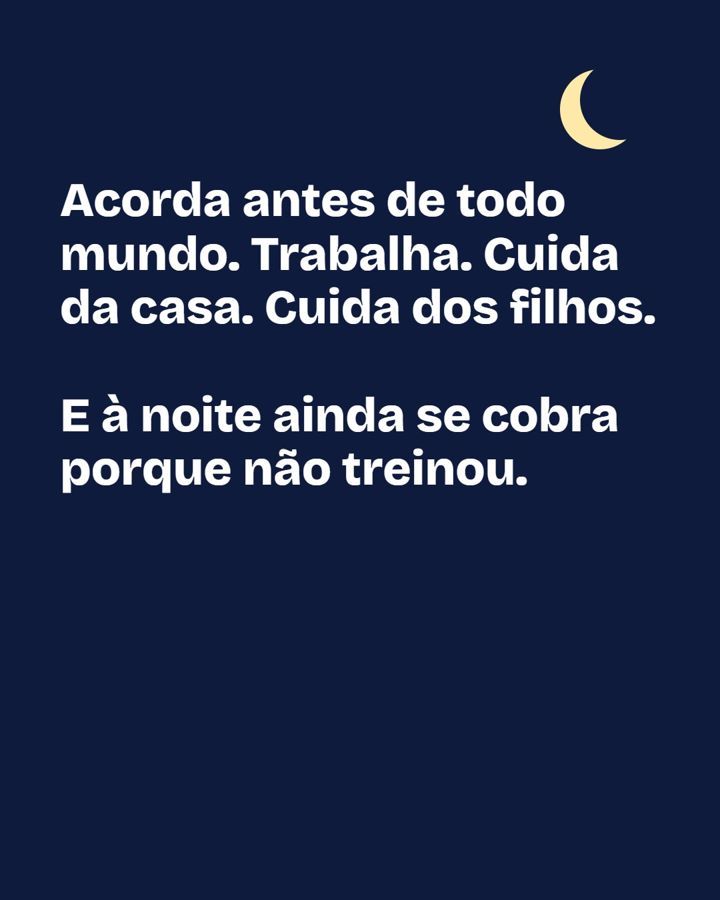 Acorda antes de todo
mundo. Trabalha. Cuida
da casa. Cuida dos filhos.
E à noite ainda se cobra
porque não treinou.